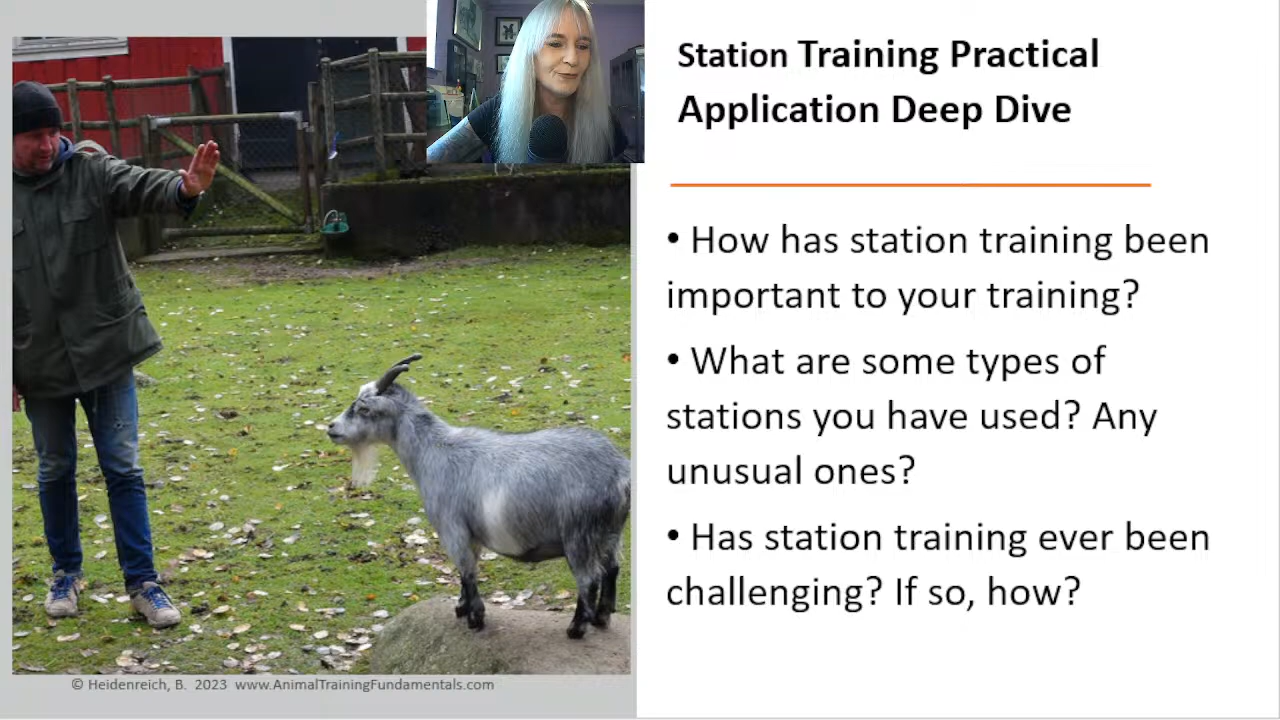 Station Training Practical
Application Deep Dive
• How has station training been
important to your training?
• What are some types of
stations you have used? Any
unusual ones?
• Has station training ever been
challenging? If so, how?
© Heidenreich, B. 2023 www.AnimalTrainingFundamentals.com